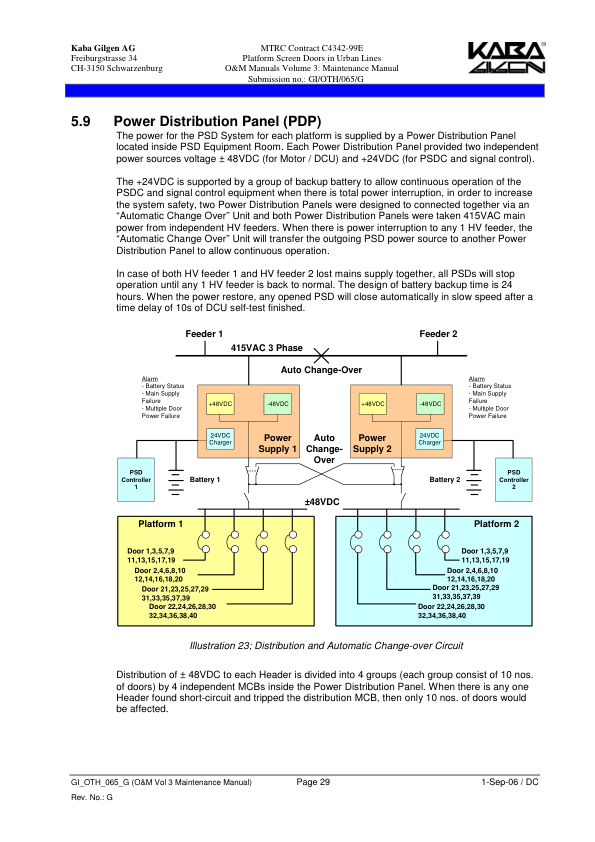 Kaba Gilgen AG
Freiburgstrasse 34
CH-3150 Schwarzenburg
MTRC Contract C4342-99E
Platform Screen Doors in Urban Lines
O&M Manuals Volume 3: Maintenance Manual
Submission no.: GI/OTH/065/G
KABA®
GILGEN
5.9 Power Distribution Panel (PDP)
The power for the PSD System for each platform is supplied by a Power Distribution Panel
located inside PSD Equipment Room. Each Power Distribution Panel provided two independent
power sources voltage ± 48VDC (for Motor / DCU) and +24VDC (for PSDC and signal control).
The +24VDC is supported by a group of backup battery to allow continuous operation of the
PSDC and signal control equipment when there is total power interruption, in order to increase
the system safety, two Power Distribution Panels were designed to connected together via an
“Automatic Change Over” Unit and both Power Distribution Panels were taken 415VAC main
power from independent HV feeders. When there is power interruption to any 1 HV feeder, the
“Automatic Change Over” Unit will transfer the outgoing PSD power source to another Power
Distribution Panel to allow continuous operation.
In case of both HV feeder 1 and HV feeder 2 lost mains supply together, all PSDs will stop
operation until any 1 HV feeder is back to normal. The design of battery backup time is 24
hours. When the power restore, any opened PSD will close automatically in slow speed after a
time delay of 10s of DCU self-test finished.
Feeder 1
Feeder 2
415VAC 3 Phase
Auto Change-Over
Alarm
- Battery Status
- Main Supply
Failure
- Multiple Door
Power Failure
+48VDC
-48VDC
24VDC
Charger
Power
Supply 1
Auto
Change-
Over
+48VDC
-48VDC
Power
Supply 2
24VDC
Charger
Alarm
- Battery Status
- Main Supply
Failure
- Multiple Door
Power Failure
PSD
Controller
1
Battery 1
Battery 2
PSD
Controller
2
±48VDC
Platform 1
Door 1,3,5,7,9
11,13,15,17,19
Door 2,4,6,8,10
12,14,16,18,20
Door 21,23,25,27,29
31,33,35,37,39
Door 22,24,26,28,30
32,34,36,38,40
Platform 2
Door 1,3,5,7,9
11,13,15,17,19
Door 2,4,6,8,10
12,14,16,18,20
Door 21,23,25,27,29
31,33,35,37,39
Door 22,24,26,28,30
32,34,36,38,40
Illustration 23; Distribution and Automatic Change-over Circuit
Distribution of ± 48VDC to each Header is divided into 4 groups (each group consist of 10 nos.
of doors) by 4 independent MCBs inside the Power Distribution Panel. When there is any one
Header found short-circuit and tripped the distribution MCB, then only 10 nos. of doors would
be affected.
GI_OTH_065_G (O&M Vol 3 Maintenance Manual) Page 29 1-Sep-06 / DC
Rev. No.: G